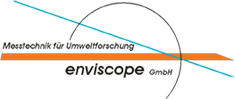 Messtechnik für Umweltforschung
enviscope GmbH